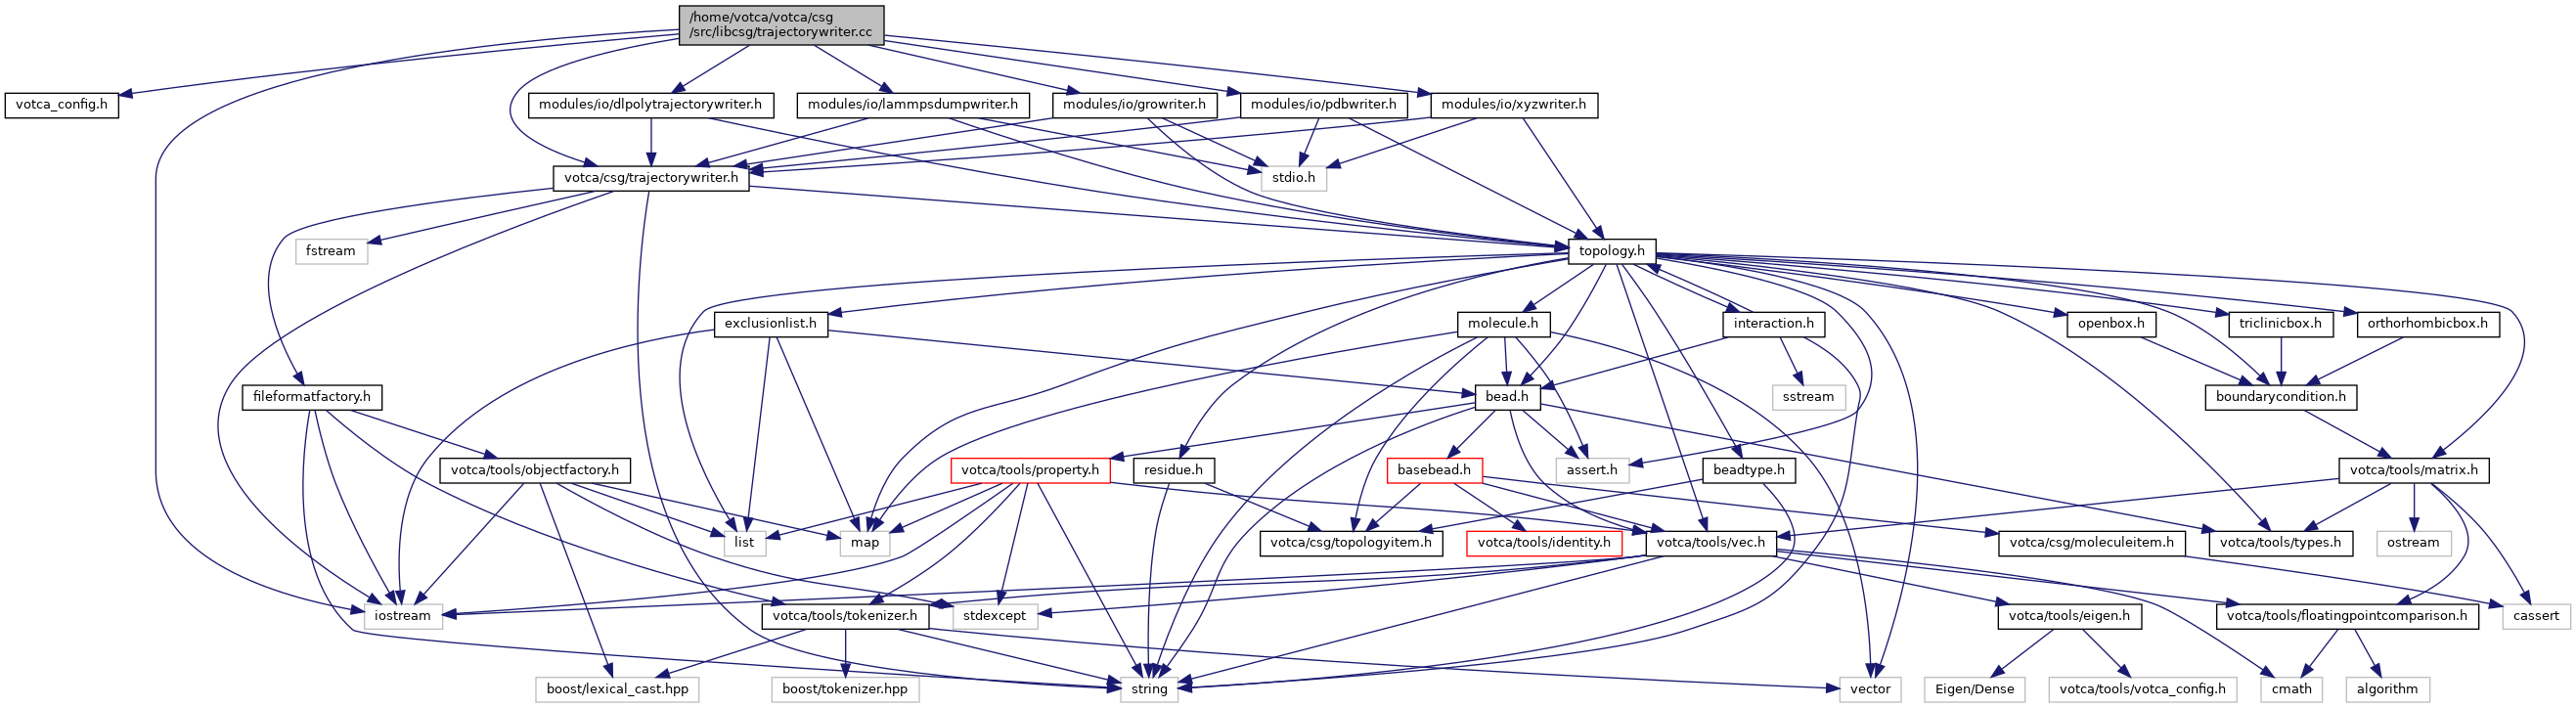 /home/votca/votca/csg
/src/libcsg/trajectorywriter.cc
votca_config.h
modules/io/dlpolytrajectorywriter.h
modules/io/lammpsdumpwriter.h
modules/io/growriter.h
modules/io/pdbwriter.h
modules/io/xyzwriter.h
votca/csg/trajectorywriter.h
stdio.h
fstream
topology.h
exclusionlist.h
molecule.h
interaction.h
openbox.h
triclinicbox.h
orthorhombicbox.h
fileformatfactory.h
bead.h
sstream
boundarycondition.h
votca/tools/objectfactory.h
votca/tools/property.h
residue.h
basebead.h
assert.h
beadtype.h
votca/tools/matrix.h
list
map
votca/csg/topologyitem.h
votca/tools/identity.h
votca/tools/vec.h
votca/csg/moleculeitem.h
votca/tools/types.h
ostream
iostream
votca/tools/tokenizer.h
stdexcept
votca/tools/eigen.h
votca/tools/floatingpointcomparison.h
cassert
boost/lexical_cast.hpp
boost/tokenizer.hpp
string
vector
Eigen/Dense
votca/tools/votca_config.h
cmath
algorithm